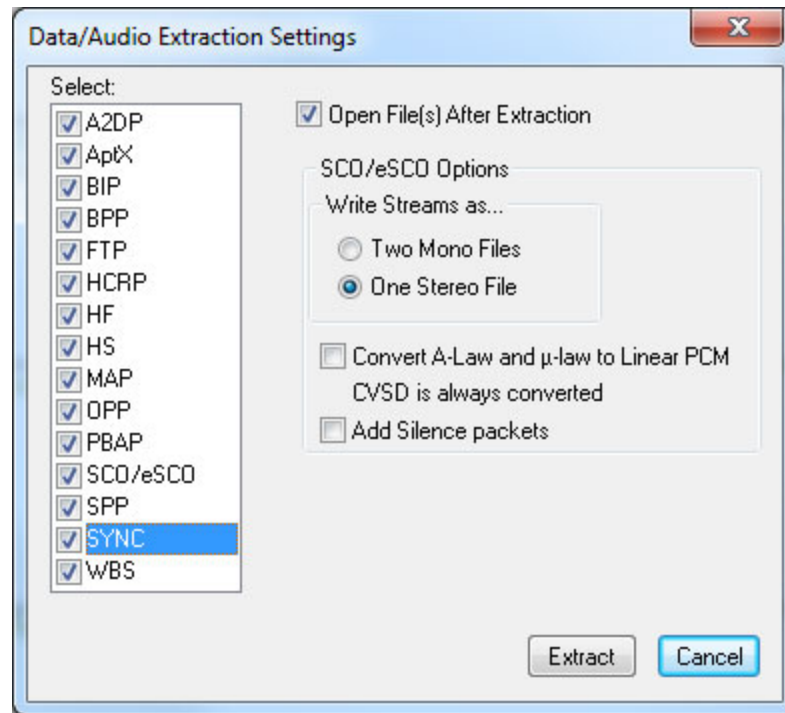 Data/Audio Extraction Settings
Select:
A2DP
AptX
BIP
BPP
FTP
HCRP
HF
HS
MAP
OPP
PBAP
SCO/eSCO
SPP
SYNC
WBS
Open File(s) After Extraction
SCO/eSCO Options
Write Streams as...
Two Mono Files
One Stereo File
Convert A-Law and µ-law to Linear PCM
CVSD is always converted
Add Silence packets
Extract
Cancel